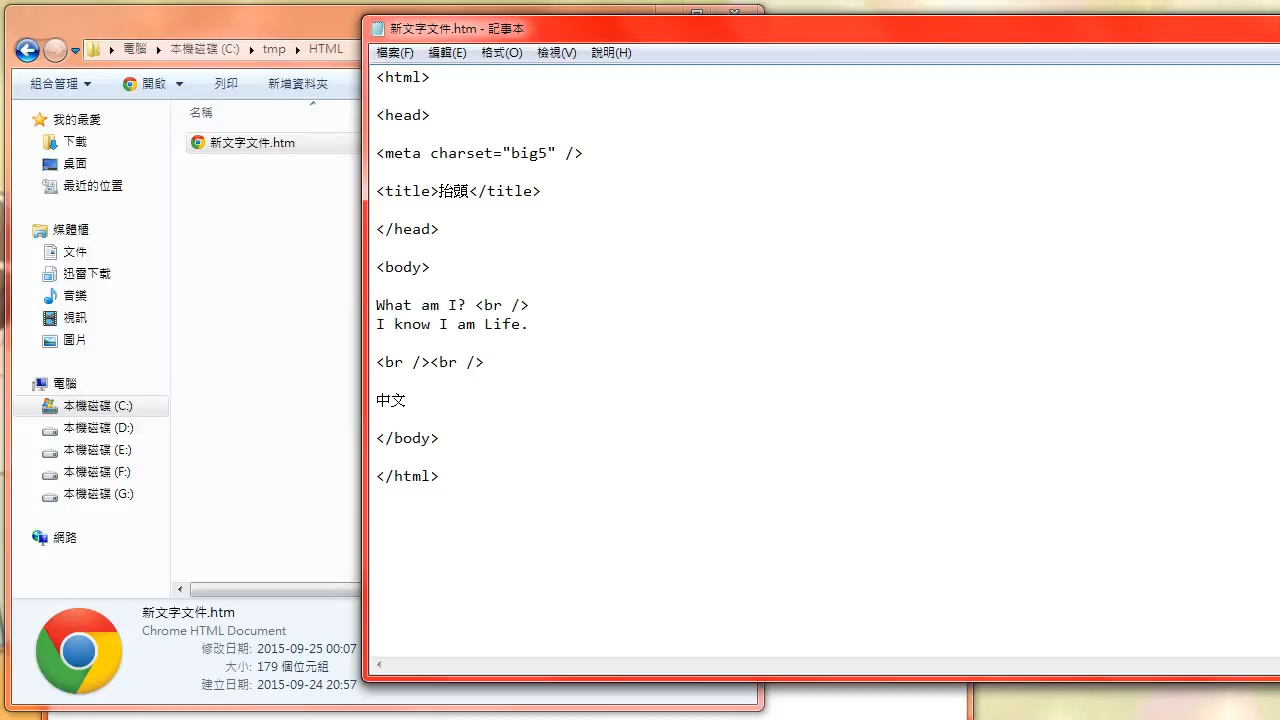 電腦 本機磁碟 (C:) tmp HTML
組合管理 開啟 列印 新增資料夾
名稱
新文字文件.htm
我的最愛
下載
桌面
最近的位置
媒體櫃
文件
迅雷下載
音樂
視訊
圖片
電腦
本機磁碟 (C:)
本機磁碟 (D:)
本機磁碟 (E:)
本機磁碟 (F:)
本機磁碟 (G:)
網路
新文字文件.htm
Chrome HTML Document
修改日期: 2015-09-25 00:07
大小: 179 個位元組
建立日期: 2015-09-24 20:57
新文字文件.htm - 記事本
檔案(F) 編輯(E) 格式(O) 檢視(V) 說明(H)
<html>
<head>
<meta charset="big5" />
<title>抬頭</title>
</head>
<body>
What am I? <br />
I know I am Life.
<br /><br />
中文
</body>
</html>